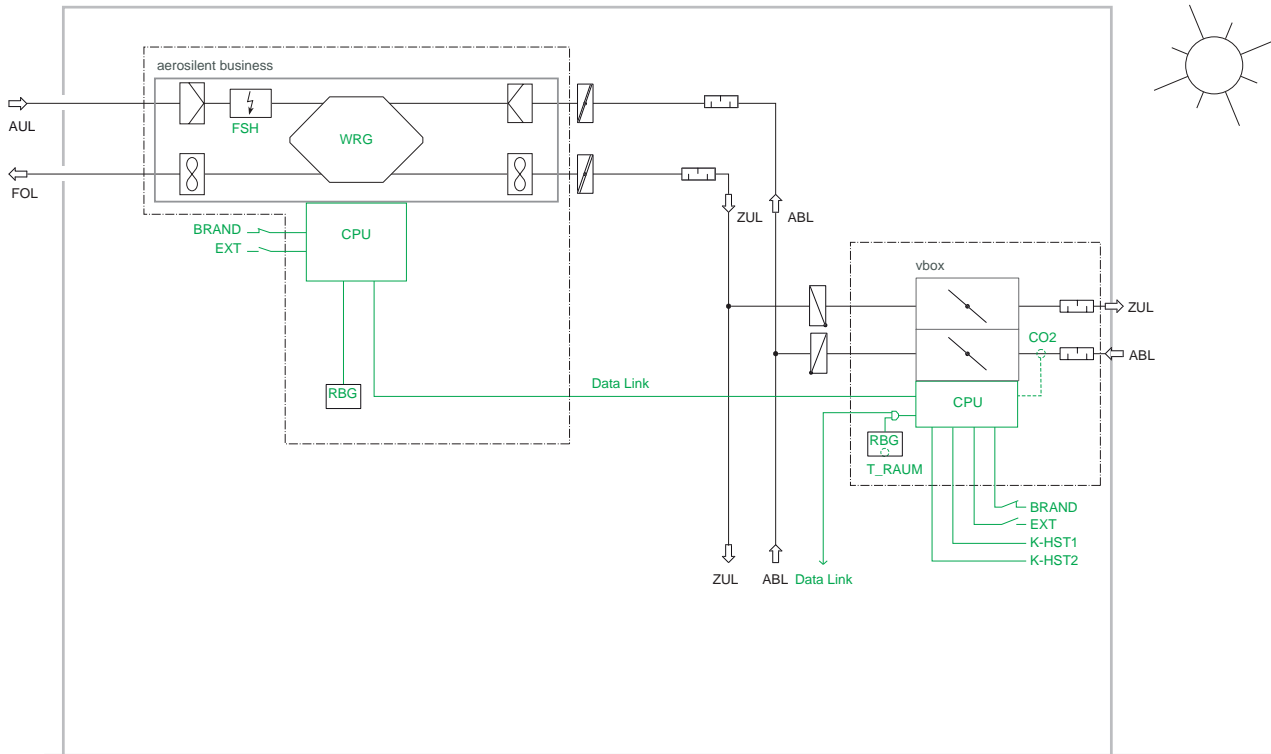 aerosilent business
AUL
FSH
WRG
FOL
ZUL
ABL
BRAND
CPU
EXT
vbox
ZUL
CO2
ABL
Data Link
RBG
CPU
RBG
T_RAUM
BRAND
EXT
K-HST1
K-HST2
ZUL
ABL
Data Link